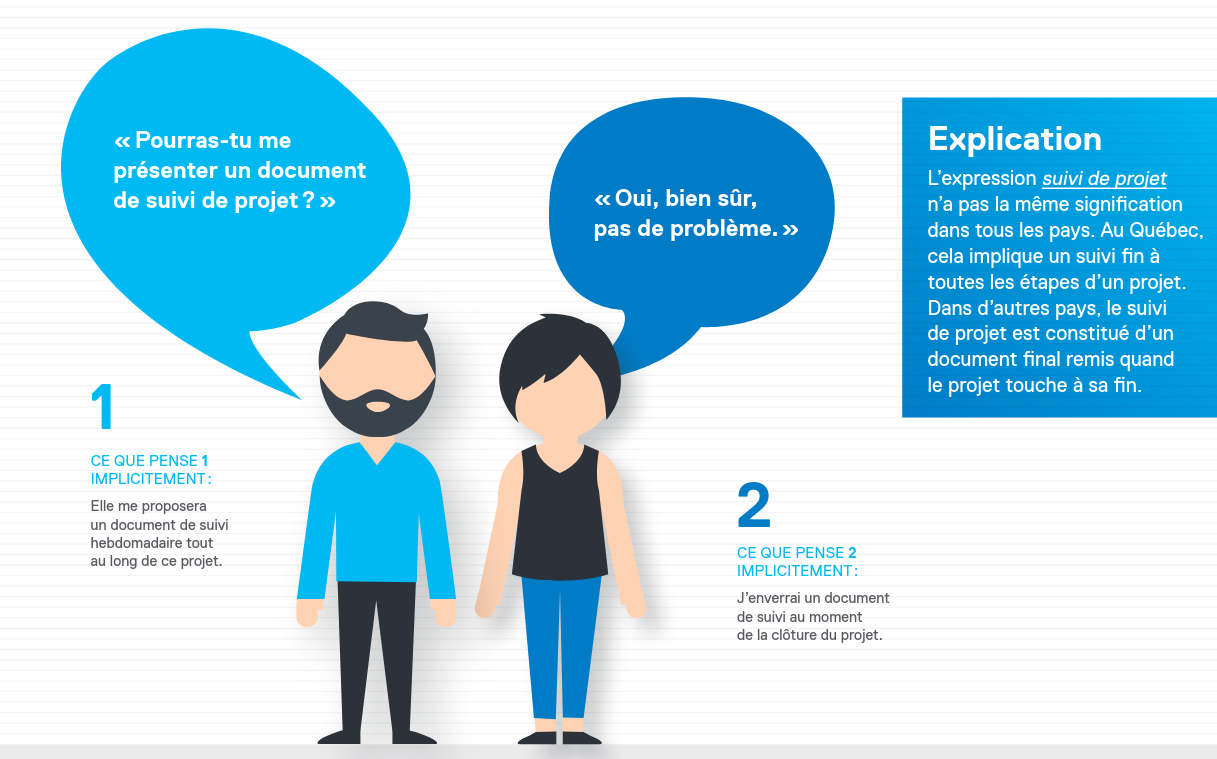 « Pourras-tu me
présenter un document
de suivi de projet ? »
« Oui, bien sûr,
pas de problème. »
Explication
L’expression suivi de projet
n’a pas la même signification
dans tous les pays. Au Québec,
cela implique un suivi fin à
toutes les étapes d’un projet.
Dans d’autres pays, le suivi
de projet est constitué d’un
document final remis quand
le projet touche à sa fin.
1
CE QUE PENSE 1
IMPLICITEMENT :
Elle me proposera
un document de suivi
hebdomadaire tout
au long de ce projet.
2
CE QUE PENSE 2
IMPLICITEMENT :
J’enverrai un document
de suivi au moment
de la clôture du projet.